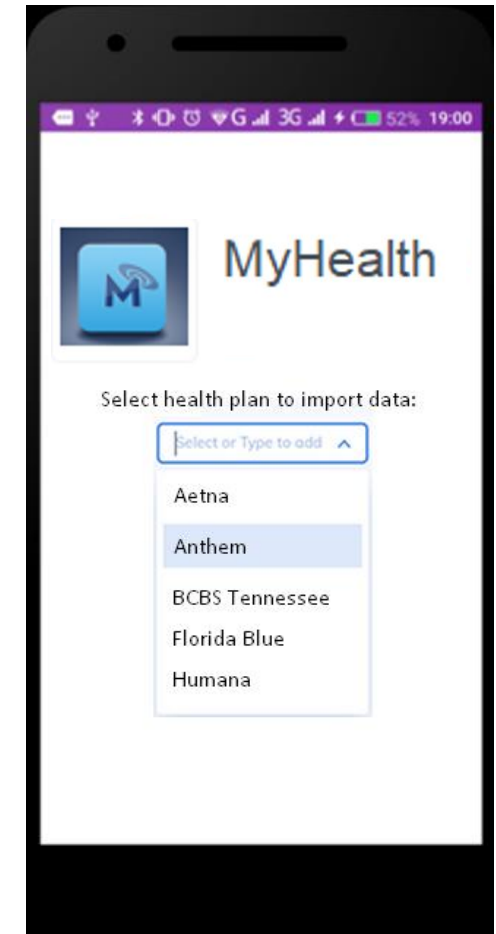 G 3G 52% 19:00
M
MyHealth
Select health plan to import data:
Select or Type to add
Aetna
Anthem
BCBS Tennessee
Florida Blue
Humana